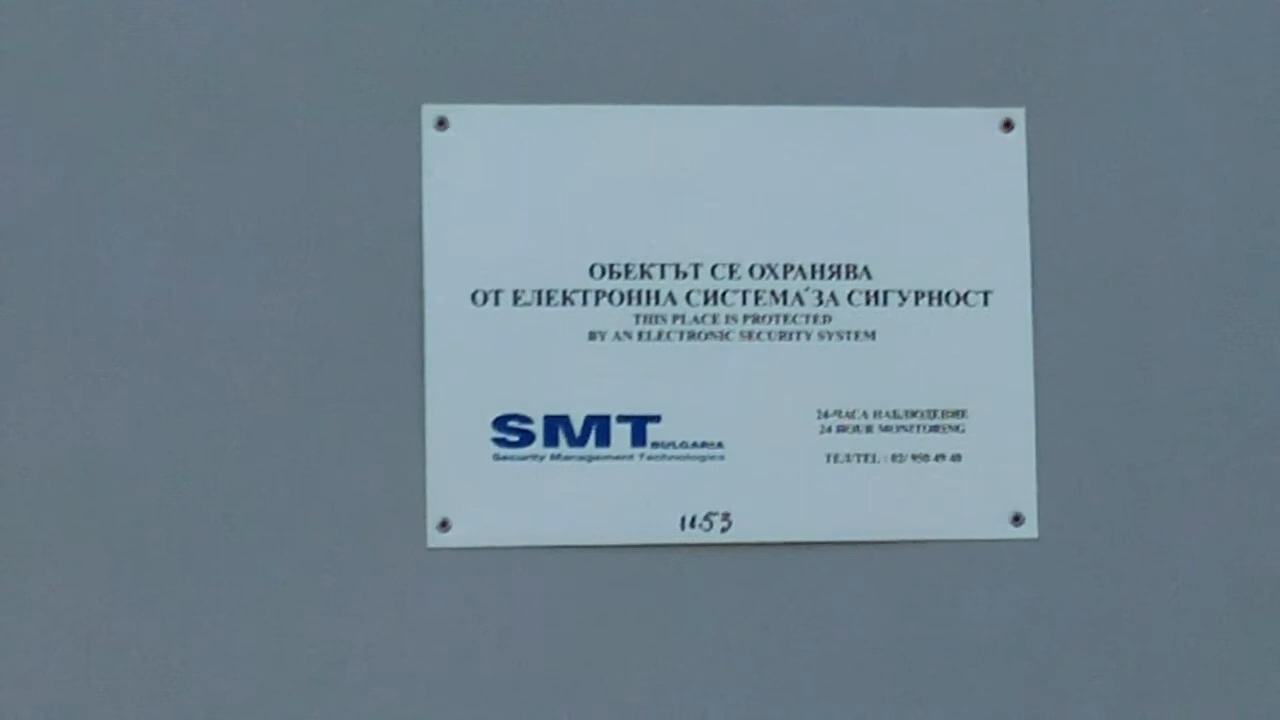 ОБЕКТЪТ СЕ ОХРАНЯВА
ОТ ЕЛЕКТРОННА СИСТЕМА ЗА СИГУРНОСТ
THIS PLACE IS PROTECTED
BY AN ELECTRONIC SECURITY SYSTEM
SMT BULGARIA
Security Management Technologies
24-ЧАСА НАБЛЮДЕНИЕ
24 HOUR MONITORING
ТЕЛ/TEL : 02/ 950 49 40
1153